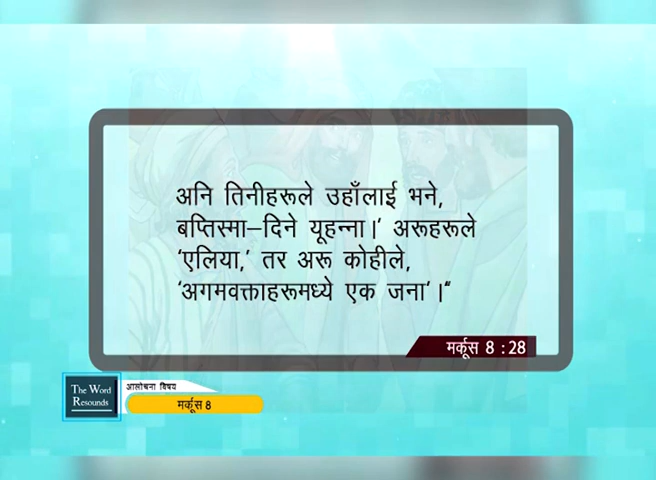 अनि तिनीहरूले उहाँलाई भने,
बप्तिस्मा–दिने यूहन्ना।’ अरूहरूले
‘एलिया,’ तर अरू कोहीले,
‘अगमवक्ताहरूमध्ये एक जना’।“
मर्कूस 8 : 28
The Word
Resounds
आलोचना विषय
मर्कूस 8